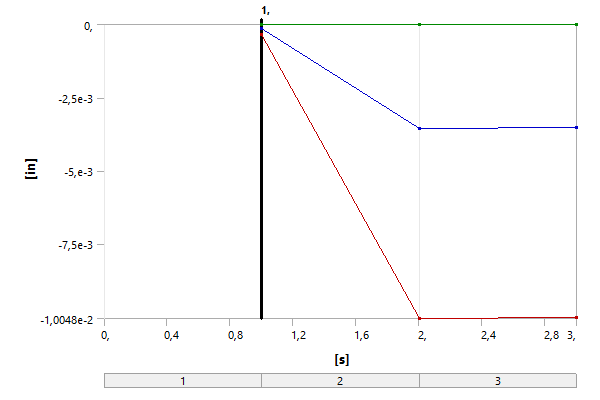 1,
0,
-2,5e-3
-5,e-3
-7,5e-3
-1,0048e-2
[in]
0, 0,4 0,8 1,2 1,6 2, 2,4 2,8 3,
[s]
1 2 3